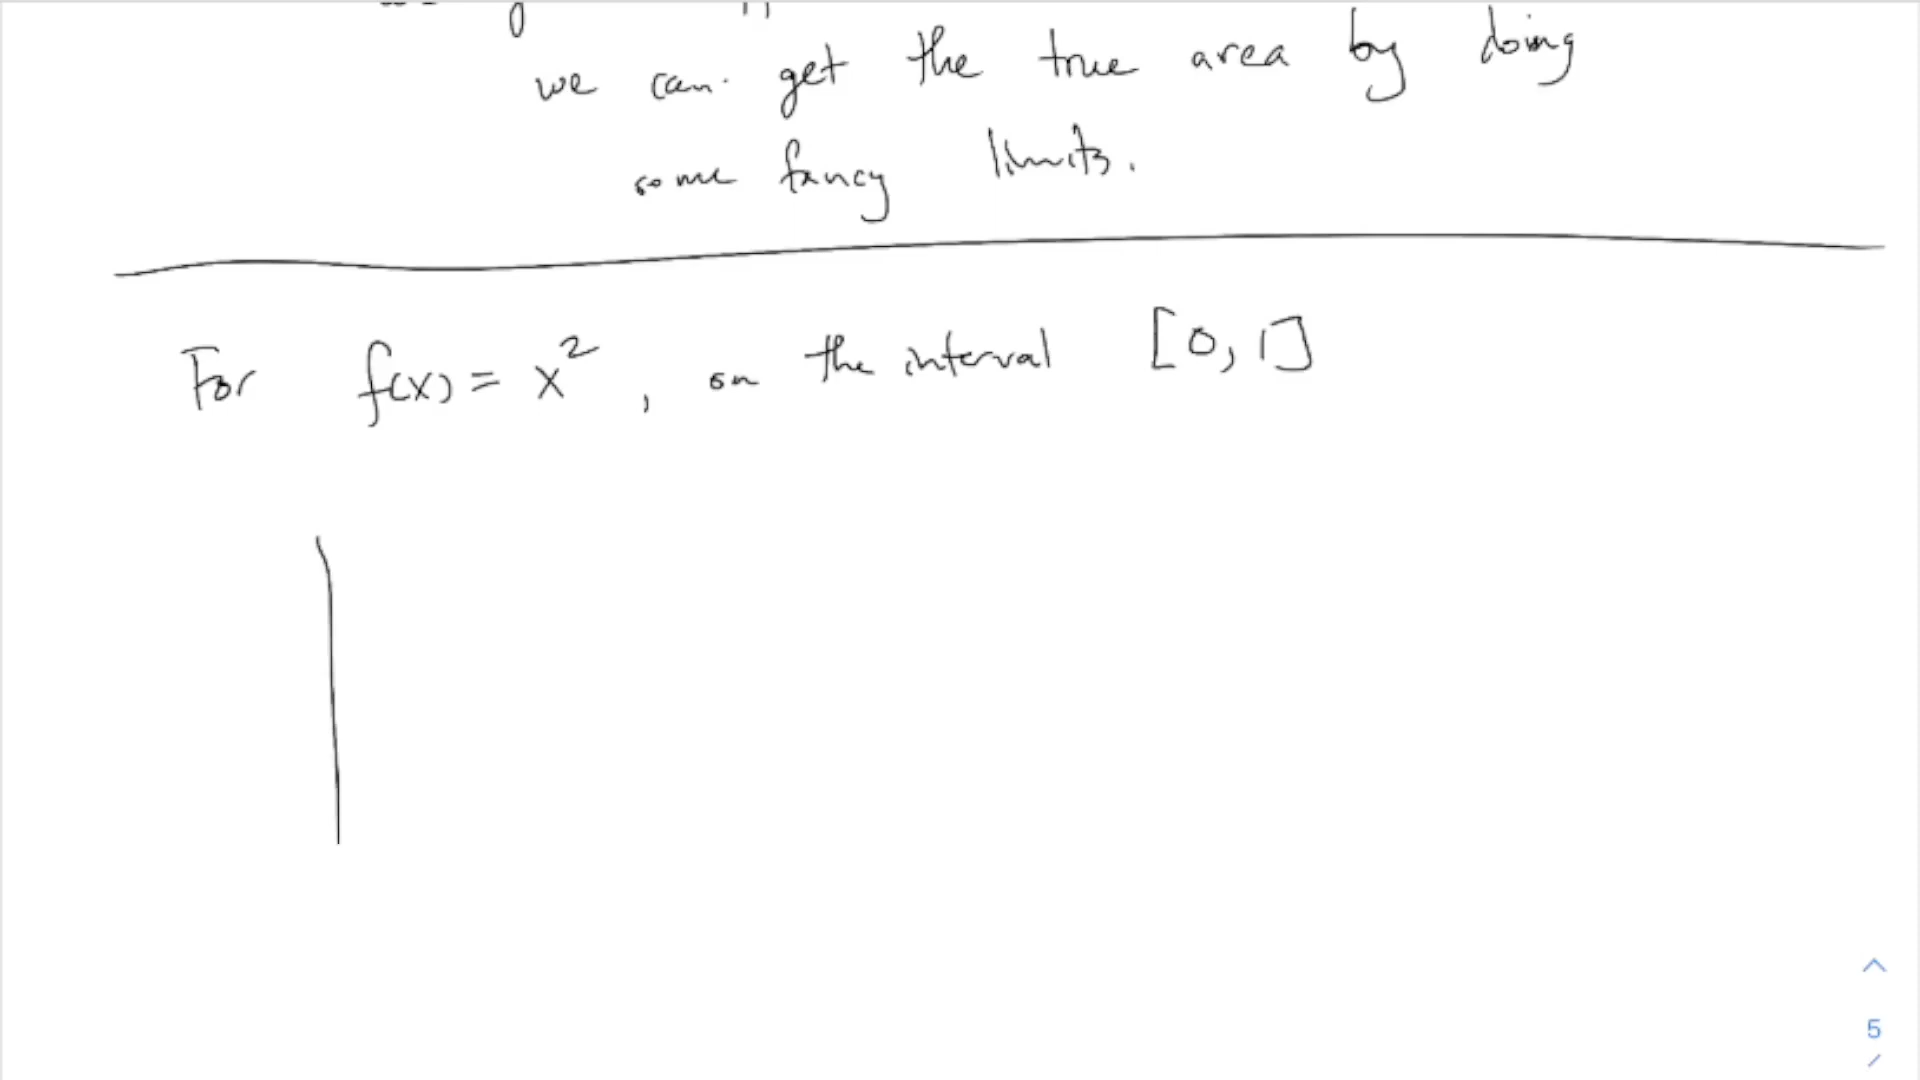 we can get the true area by doing
some fancy limits.
For f(x) = x², on the interval [0, 1]
5